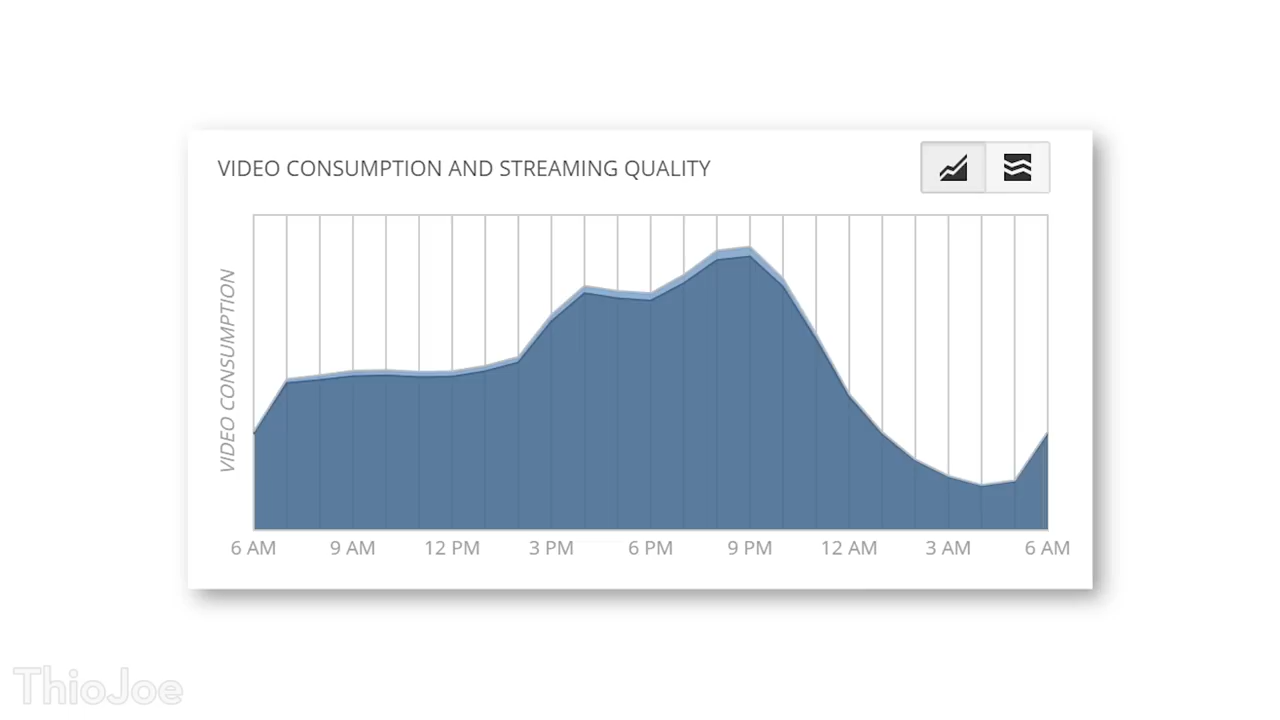 VIDEO CONSUMPTION AND STREAMING QUALITY
VIDEO CONSUMPTION
6 AM 9 AM 12 PM 3 PM 6 PM 9 PM 12 AM 3 AM 6 AM
ThioJoe